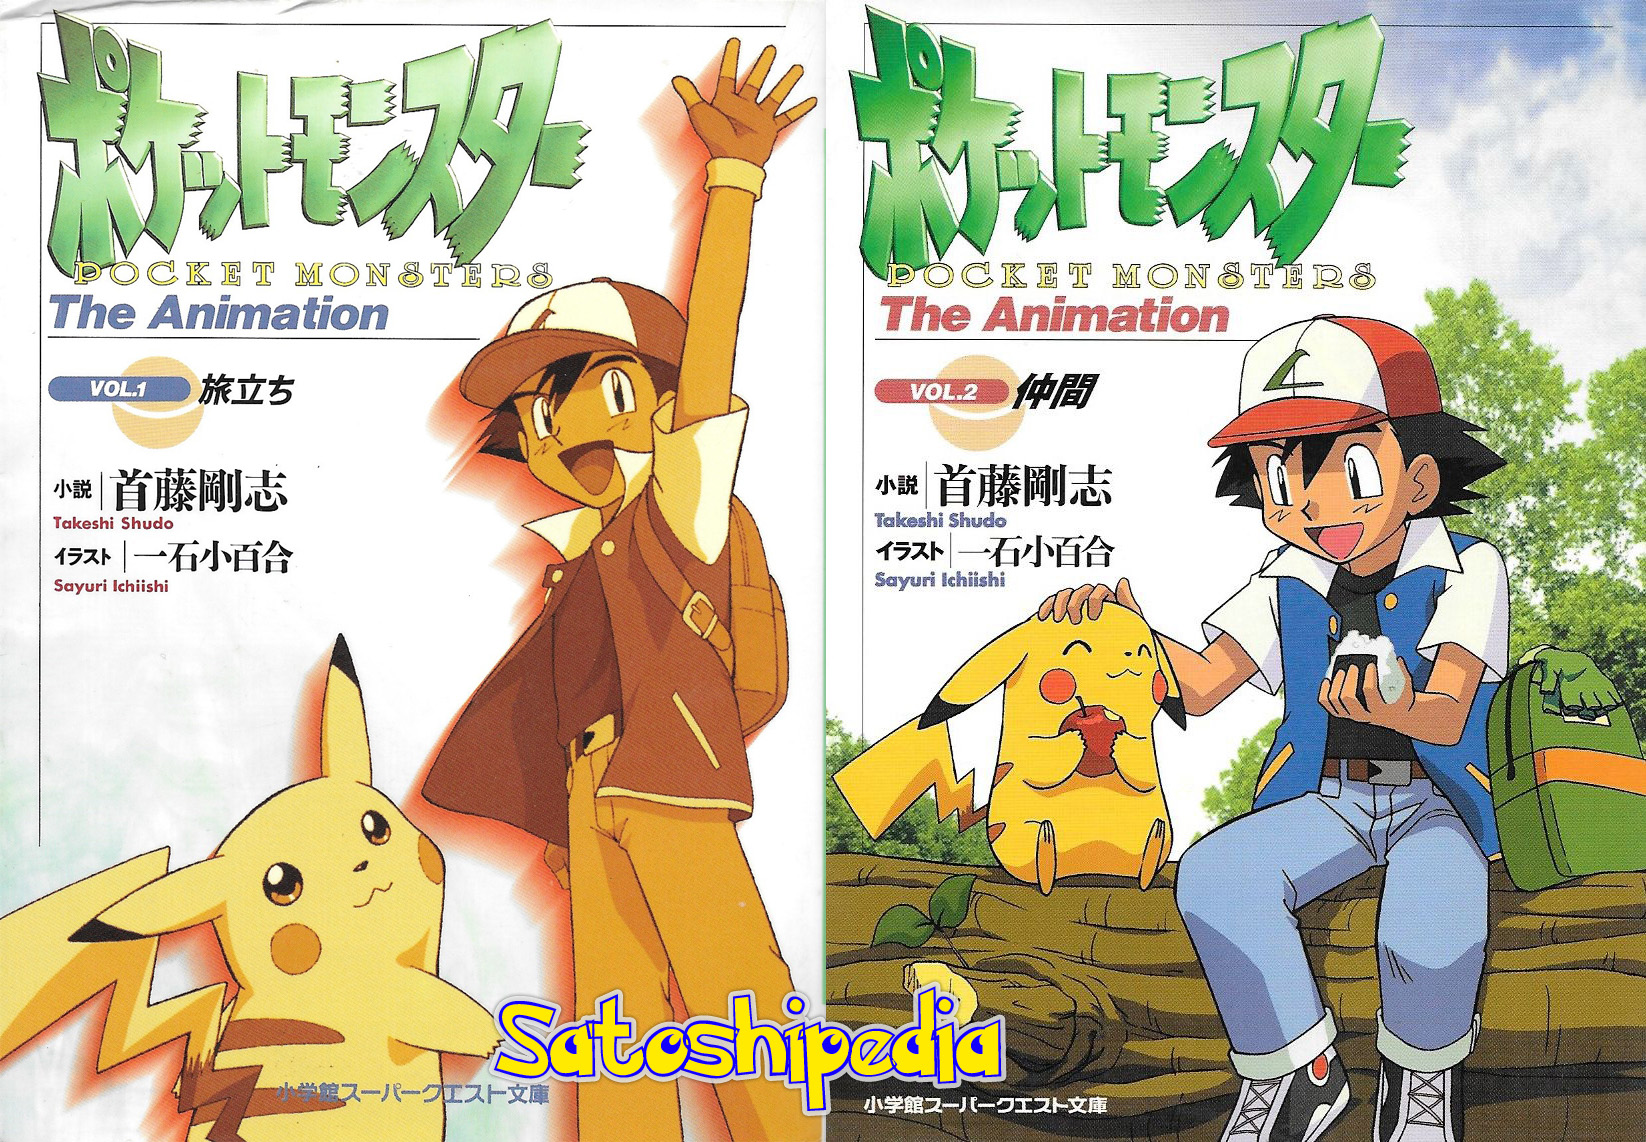 ポケットモンスター
POCKET MONSTERS
The Animation
VOL.1 旅立ち
小説 首藤剛志
Takeshi Shudo
イラスト 一石小百合
Sayuri Ichiishi
小学館スーパークエスト文庫
ポケットモンスター
POCKET MONSTERS
The Animation
VOL.2 仲間
小説 首藤剛志
Takeshi Shudo
イラスト 一石小百合
Sayuri Ichiishi
小学館スーパークエスト文庫
Satoshipedia